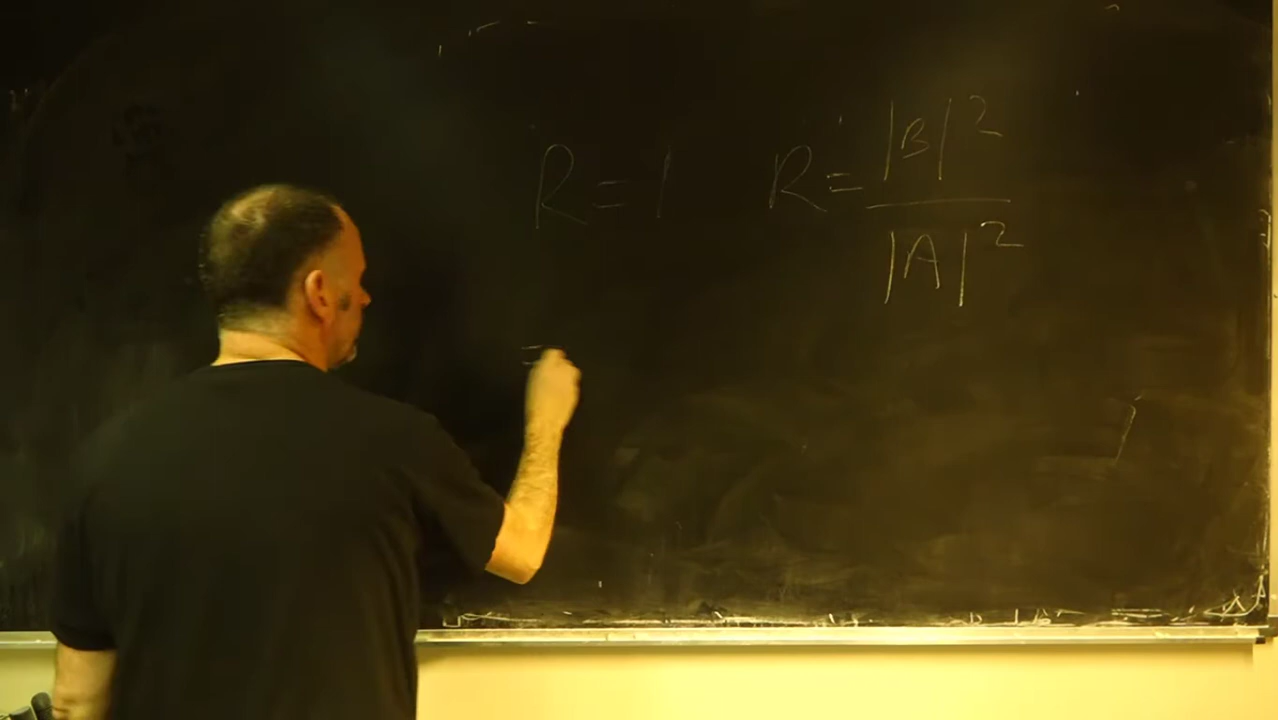 R = 1
R = |B|² / |A|²
=